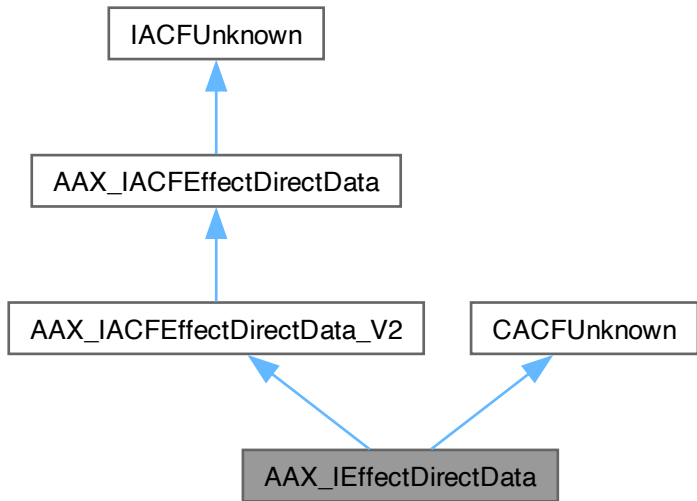 IACFUnknown
AAX_IACFEffectDirectData
AAX_IACFEffectDirectData_V2
CACFUnknown
AAX_IEffectDirectData